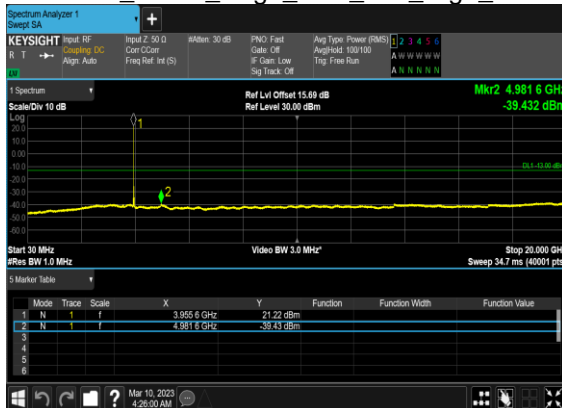 Spectrum Analyzer 1
Swept SA
+
KEYSIGHT Input: RF Input Z: 50 Ω #Atten: 30 dB PNO: Fast Avg Type: Power (RMS) 1 2 3 4 5 6
R T Coupling: DC Corr CCorr Gate: Off Avg|Hold: 100/100 A W W W W W
Align: Auto Freq Ref: Int (S) IF Gain: Low Trig: Free Run
Sig Track: Off A N N N N N
1 Spectrum Ref Lvl Offset 15.69 dB Mkr2 4.981 6 GHz
Scale/Div 10 dB Ref Level 30.00 dBm -39.432 dBm
Log
20.0
10.0
0.00
-10.0
-20.0
-30.0
-40.0
-50.0
-60.0
1
2
DL1 -13.00 dBm
Start 30 MHz Video BW 3.0 MHz* Stop 20.000 GHz
#Res BW 1.0 MHz Sweep 34.7 ms (40001 pts)
5 Marker Table
Mode Trace Scale X Y Function Function Width Function Value
1 N 1 f 3.955 6 GHz 21.22 dBm
2 N 1 f 4.981 6 GHz -39.43 dBm
3
4
5
6
? Mar 10, 2023
4:26:00 AM